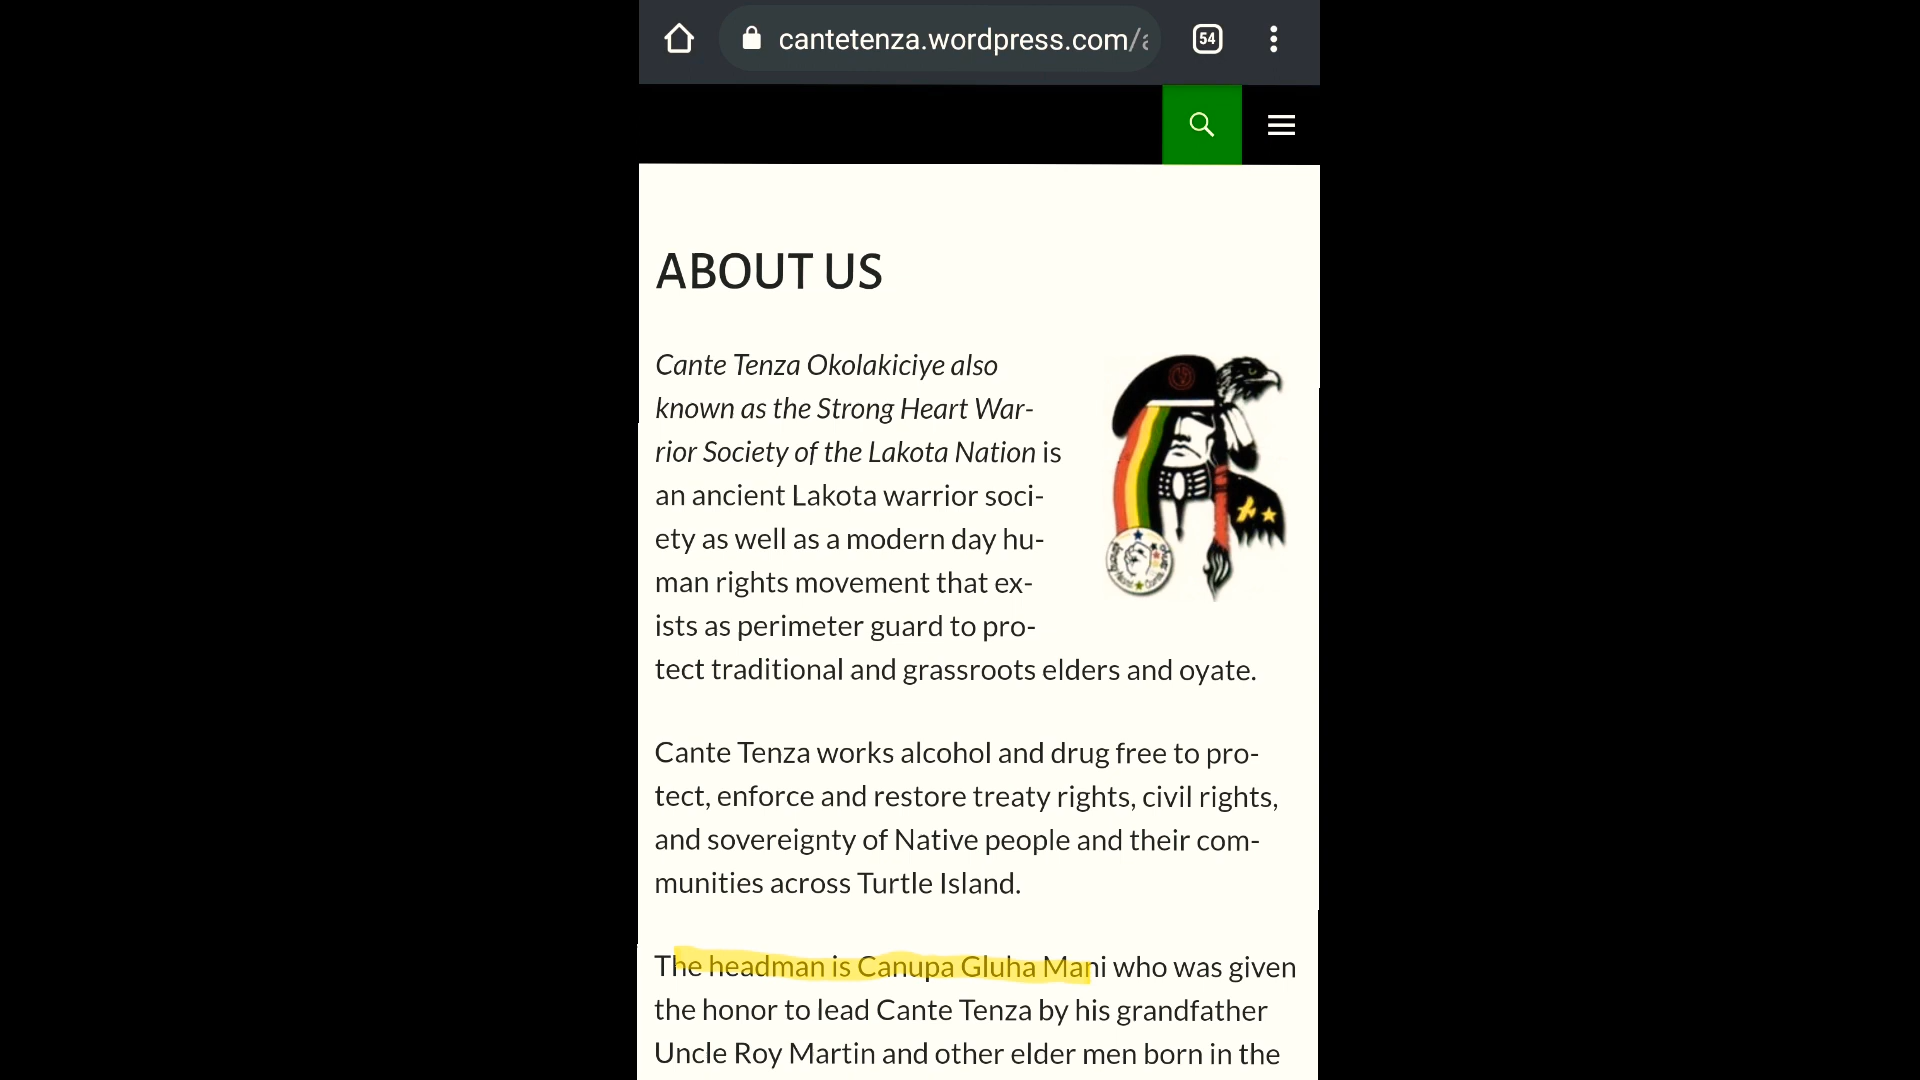 cantetenza.wordpress.com/
54
ABOUT US
Cante Tenza Okolakiciye also
known as the Strong Heart War-
rior Society of the Lakota Nation is
an ancient Lakota warrior soci-
ety as well as a modern day hu-
man rights movement that ex-
ists as perimeter guard to pro-
tect traditional and grassroots elders and oyate.
Cante Tenza works alcohol and drug free to pro-
tect, enforce and restore treaty rights, civil rights,
and sovereignty of Native people and their com-
munities across Turtle Island.
The headman is Canupa Gluha Mani who was given
the honor to lead Cante Tenza by his grandfather
Uncle Roy Martin and other elder men born in the